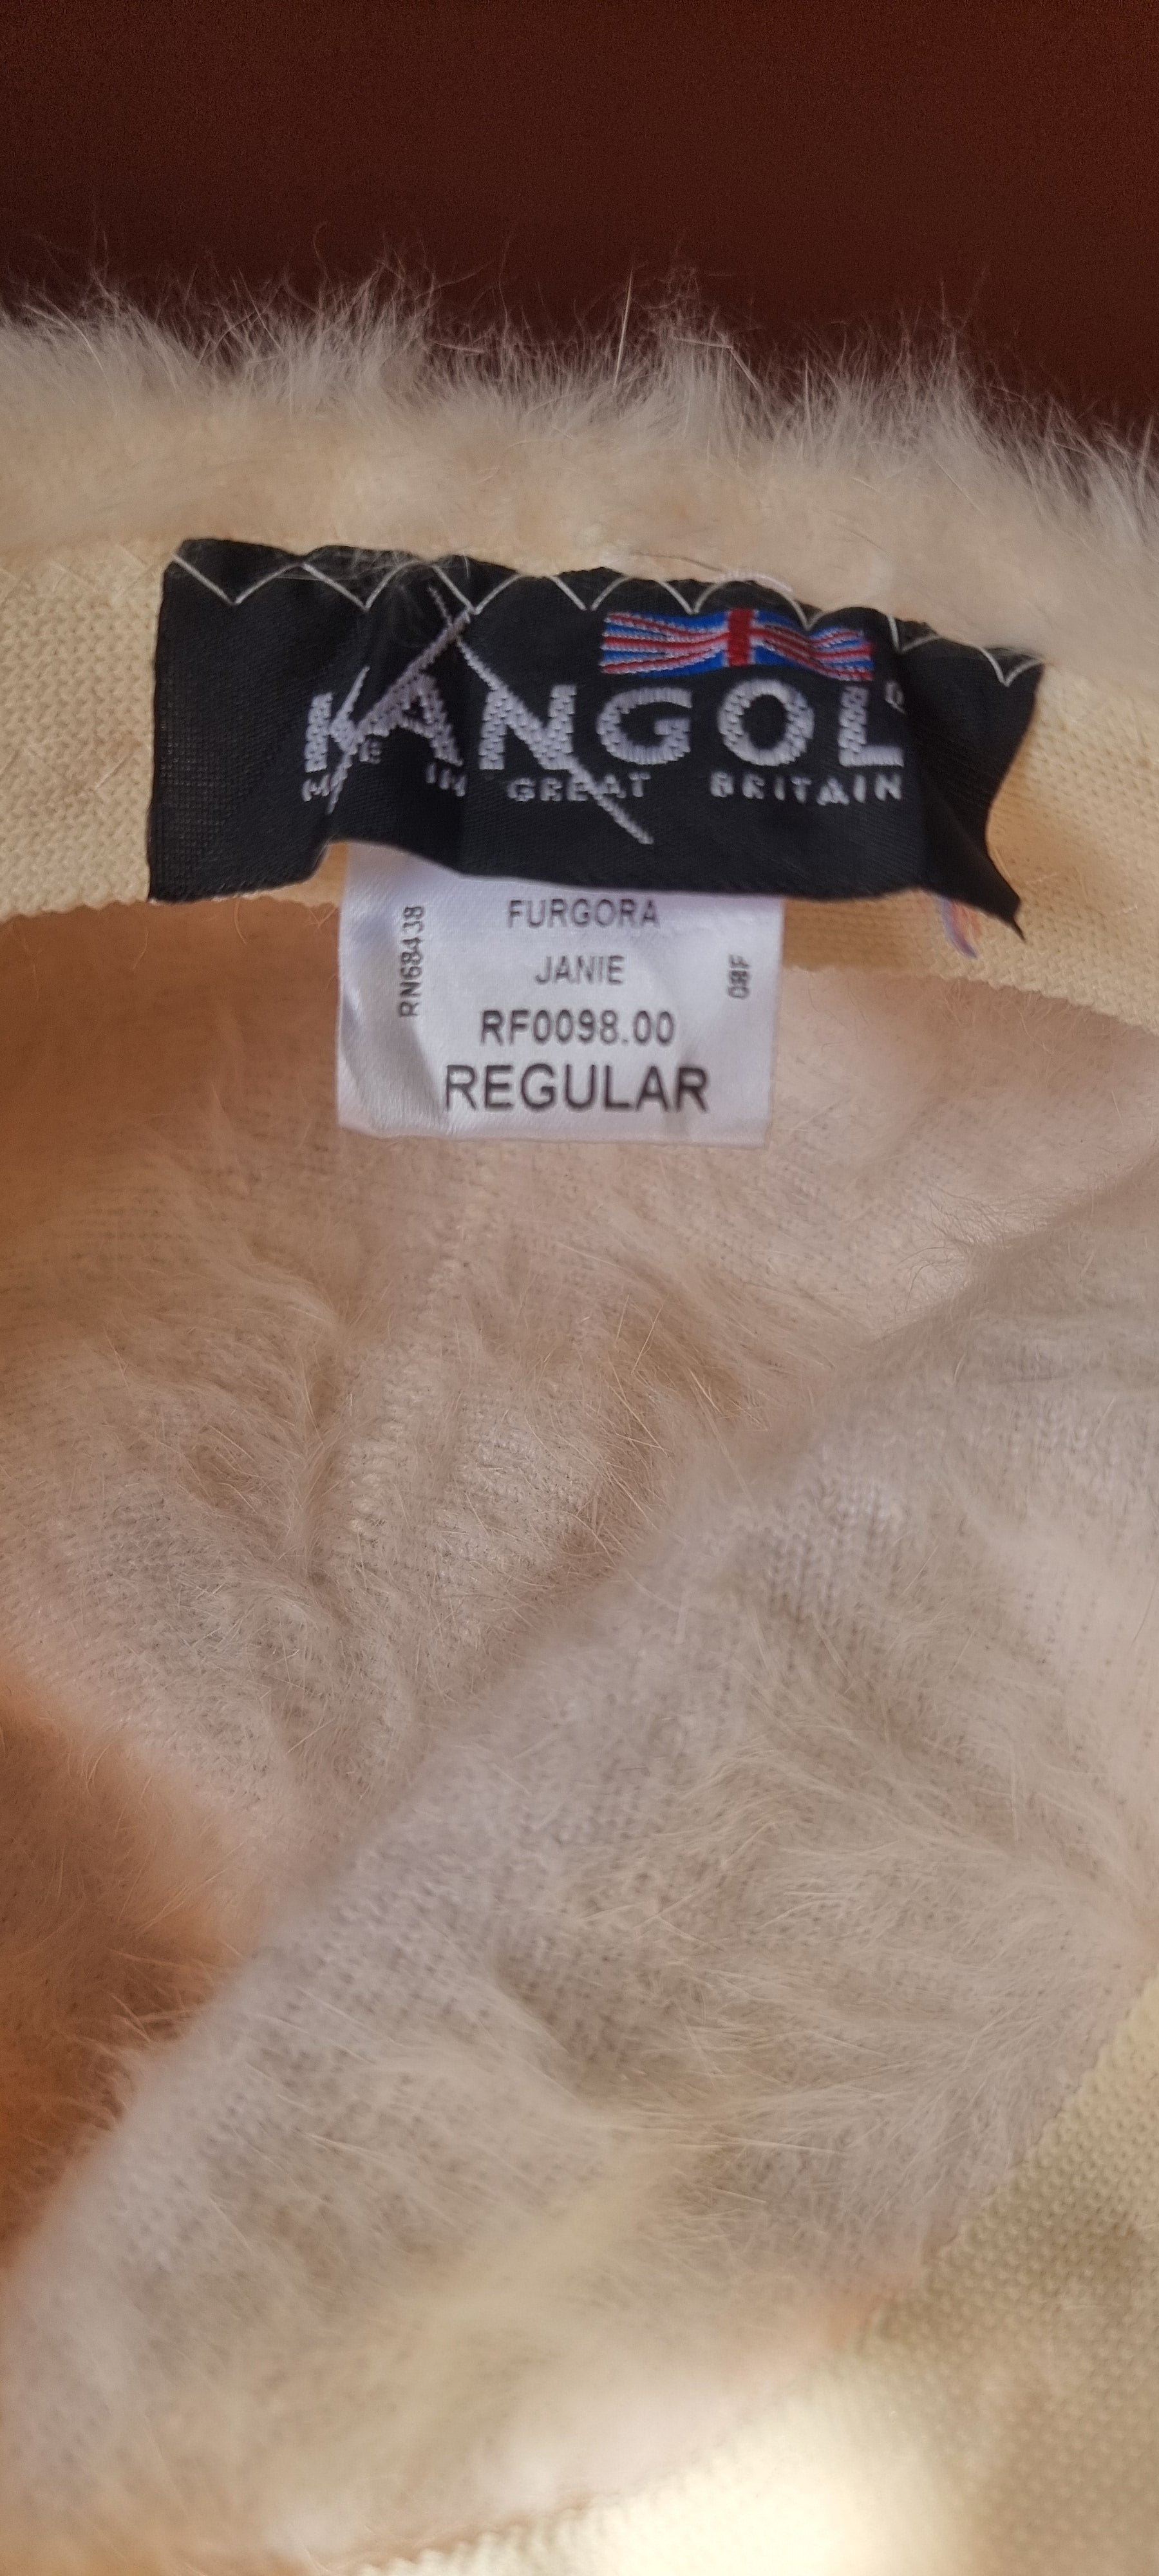 KANGOL
MADE IN GREAT BRITAIN
RN68438
FURGORA
JANIE
RF0098.00
REGULAR
08F